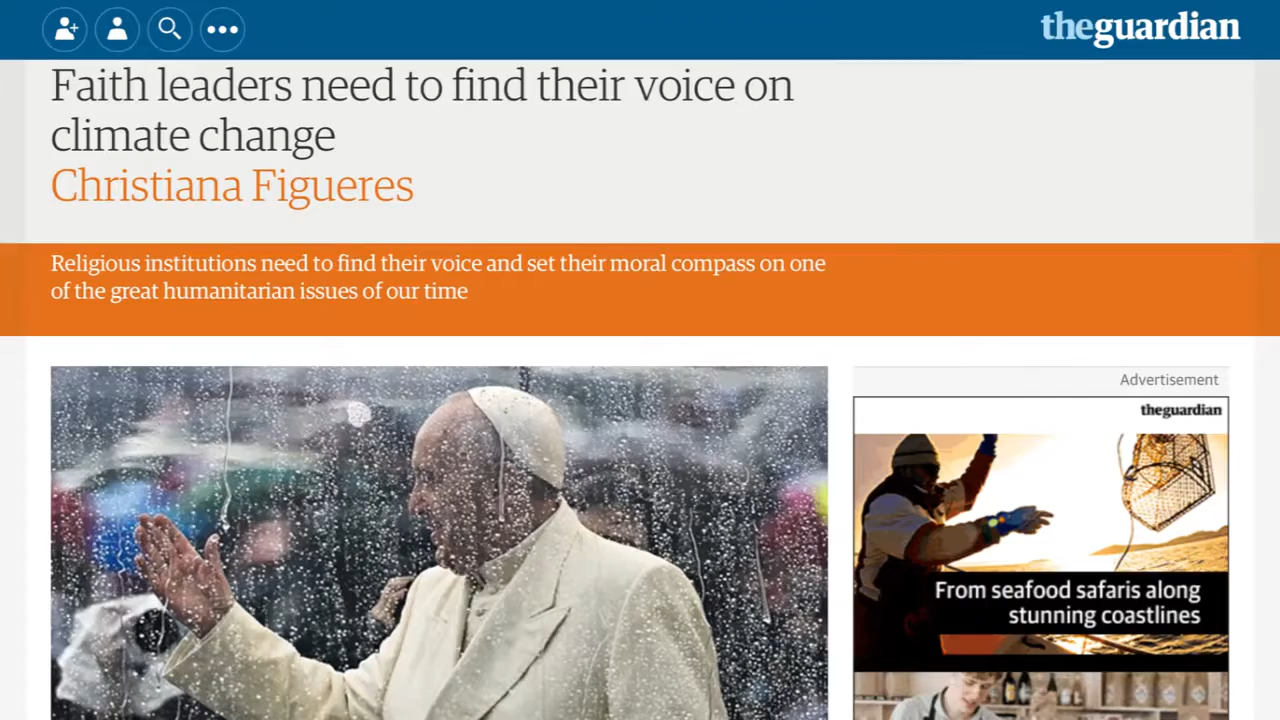 theguardian
Faith leaders need to find their voice on
climate change
Christiana Figueres
Religious institutions need to find their voice and set their moral compass on one
of the great humanitarian issues of our time
Advertisement
theguardian
From seafood safaris along
stunning coastlines